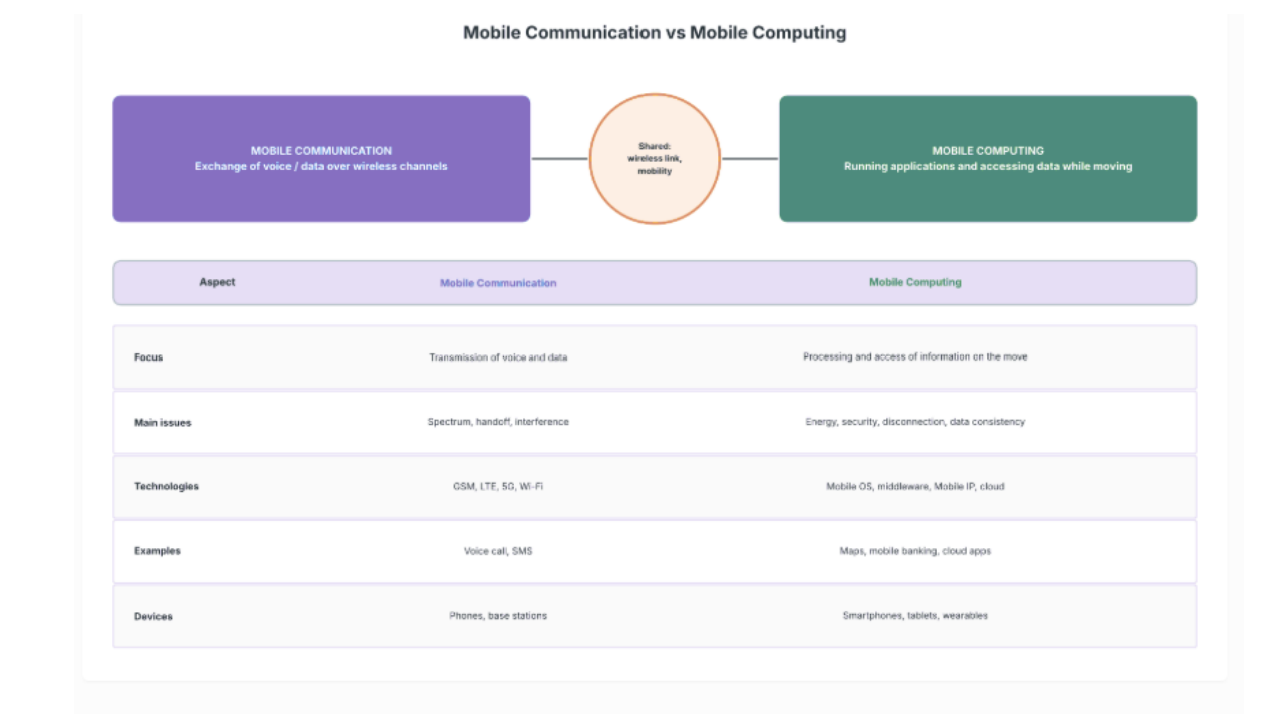 Mobile Communication vs Mobile Computing
MOBILE COMMUNICATION
Exchange of voice / data over wireless channels
Shared:
wireless link,
mobility
MOBILE COMPUTING
Running applications and accessing data while moving
Aspect Mobile Communication Mobile Computing
Focus Transmission of voice and data Processing and access of information on the move
Main issues Spectrum, handoff, interference Energy, security, disconnection, data consistency
Technologies GSM, LTE, 5G, Wi-Fi Mobile OS, middleware, Mobile IP, cloud
Examples Voice call, SMS Maps, mobile banking, cloud apps
Devices Phones, base stations Smartphones, tablets, wearables